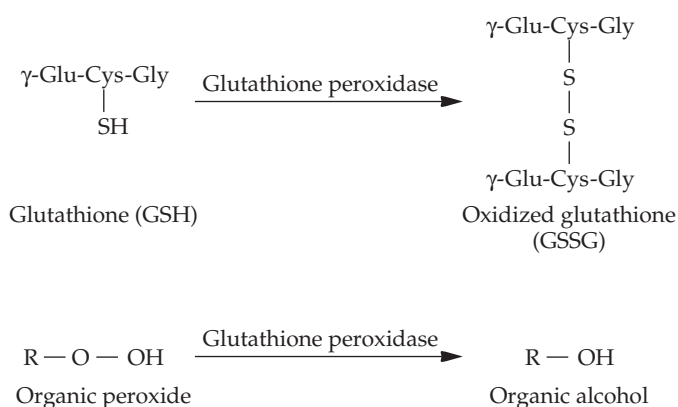 γ-Glu-Cys-Gly
SH
Glutathione (GSH)
Glutathione peroxidase
γ-Glu-Cys-Gly
S
S
γ-Glu-Cys-Gly
Oxidized glutathione
(GSSG)
R — O — OH
Organic peroxide
Glutathione peroxidase
R — OH
Organic alcohol